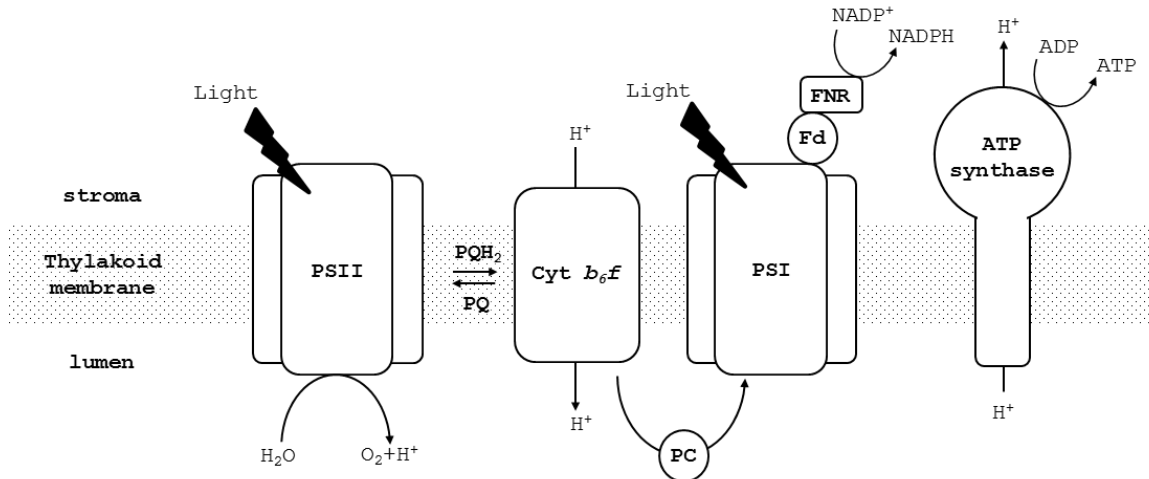 NADP⁺
NADPH
H⁺
ADP
ATP
Light
Light
FNR
Fd
H⁺
ATP
synthase
stroma
Thylakoid
membrane
PSII
PQH₂
PQ
Cyt b₆f
PSI
lumen
H₂O
O₂+H⁺
H⁺
PC
H⁺